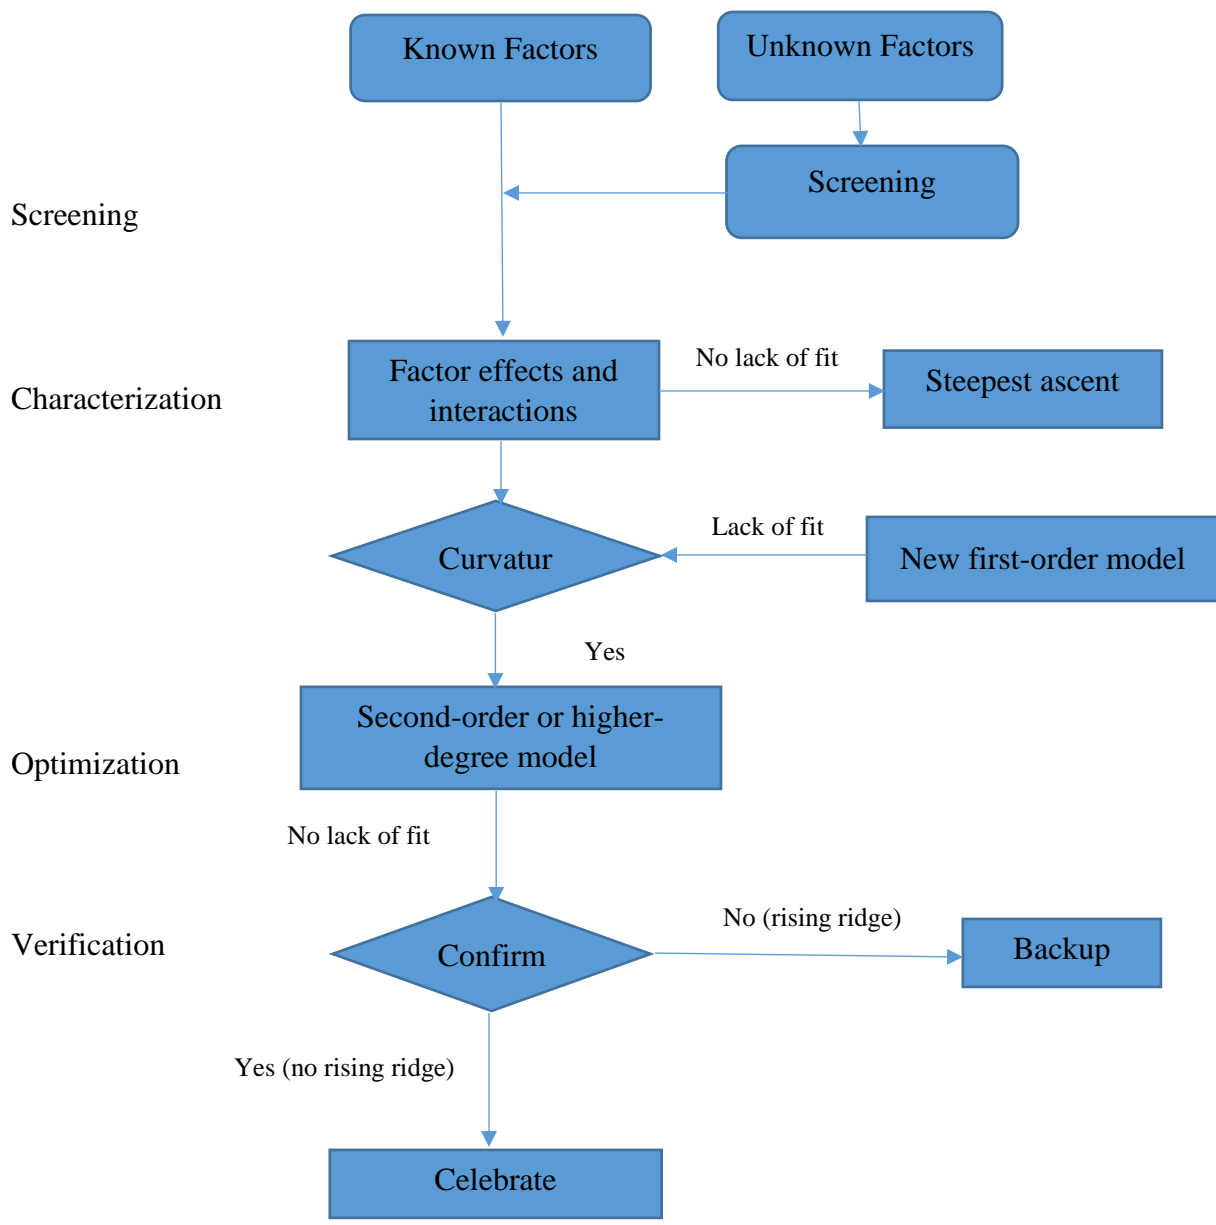 Known Factors
Unknown Factors
Screening
Screening
Factor effects and
interactions
No lack of fit
Steepest ascent
Characterization
Lack of fit
Curvatur
New first-order model
Yes
Second-order or higher-
degree model
Optimization
No lack of fit
No (rising ridge)
Verification
Confirm
Backup
Yes (no rising ridge)
Celebrate